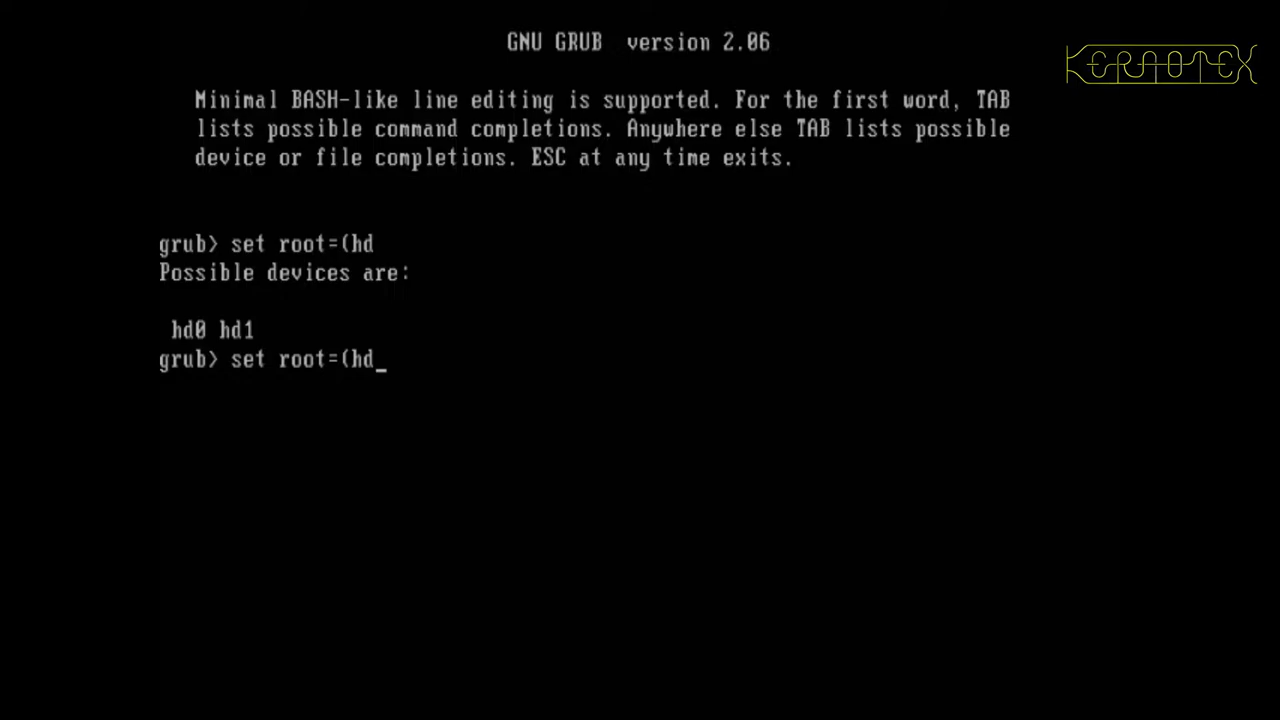 GNU GRUB version 2.06
KERNOTEX
Minimal BASH-like line editing is supported. For the first word, TAB
lists possible command completions. Anywhere else TAB lists possible
device or file completions. ESC at any time exits.
grub> set root=(hd
Possible devices are:
hd0 hd1
grub> set root=(hd_